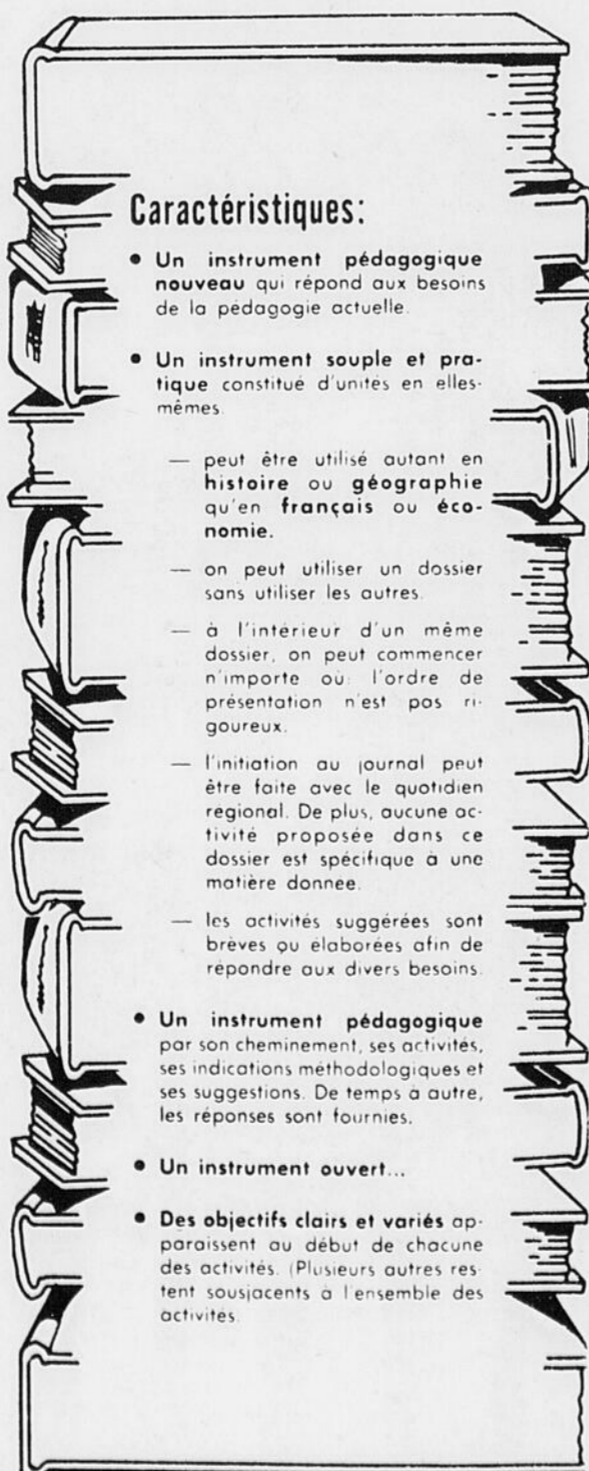 Caractéristiques:
• Un instrument pédagogique
nouveau qui répond aux besoins
de la pédagogie actuelle.
• Un instrument souple et pra-
tique constitué d'unités en elles-
mêmes.
— peut être utilisé autant en
histoire ou géographie
qu'en français ou éco-
nomie.
— on peut utiliser un dossier
sans utiliser les autres.
— à l'intérieur d'un même
dossier, on peut commencer
n'importe où: l'ordre de
présentation n'est pas ri-
goureux.
— l'initiation au journal peut
être faite avec le quotidien
régional. De plus, aucune ac-
tivité proposée dans ce
dossier est spécifique à une
matière donnée.
— les activités suggérées sont
brèves ou élaborées afin de
répondre aux divers besoins.
• Un instrument pédagogique
par son cheminement, ses activités,
ses indications méthodologiques et
ses suggestions. De temps à autre,
les réponses sont fournies.
• Un instrument ouvert...
• Des objectifs clairs et variés ap-
paraissent au début de chacune
des activités. (Plusieurs autres res-
tent sousjacents à l'ensemble des
activités.